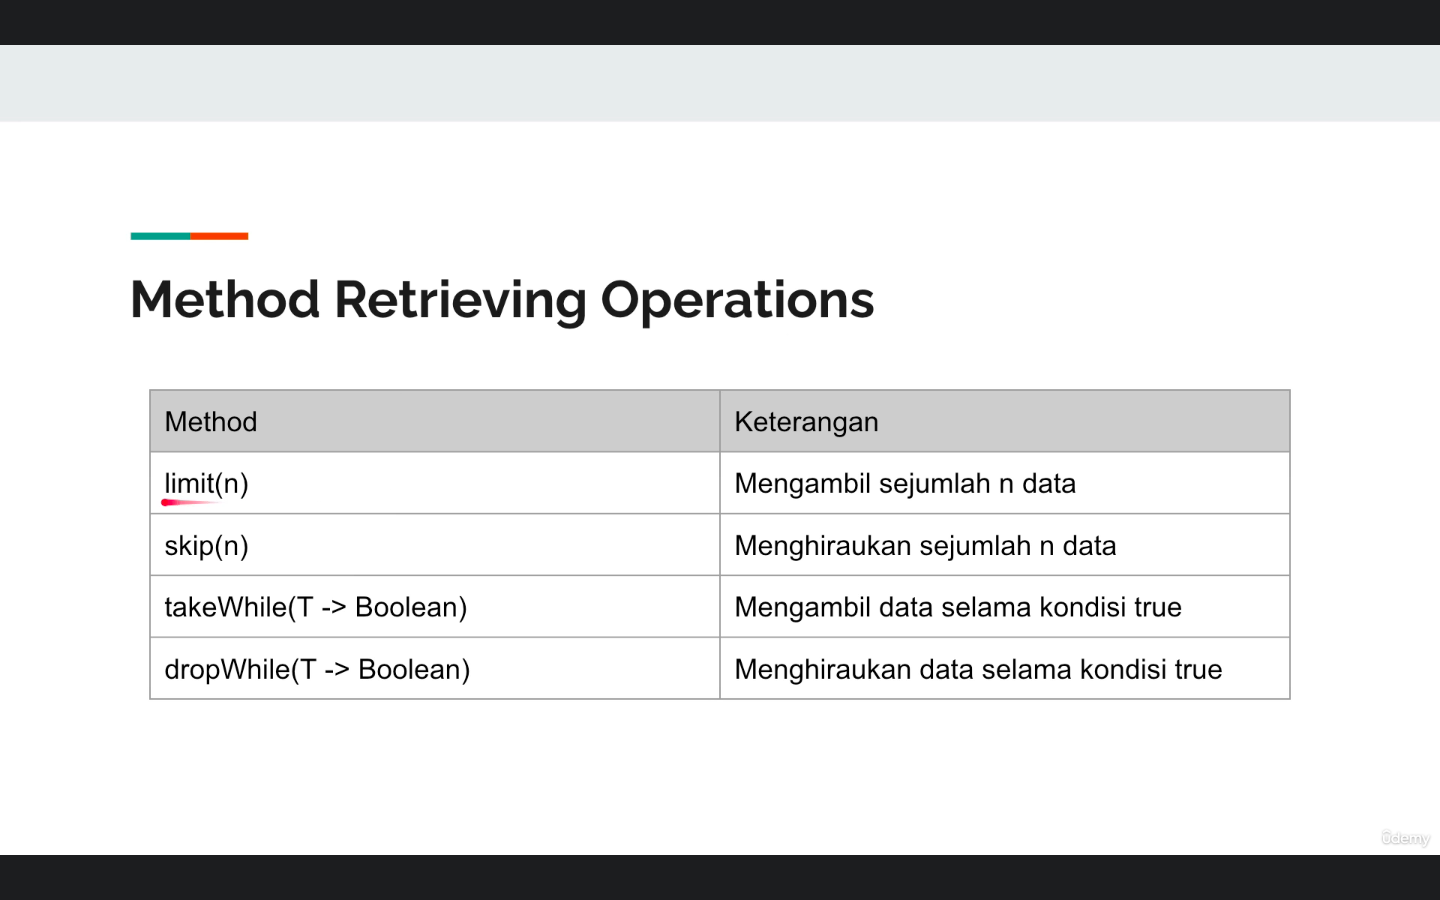 Method Retrieving Operations
Method Keterangan
limit(n) Mengambil sejumlah n data
skip(n) Menghiraukan sejumlah n data
takeWhile(T -> Boolean) Mengambil data selama kondisi true
dropWhile(T -> Boolean) Menghiraukan data selama kondisi true
ûdemy